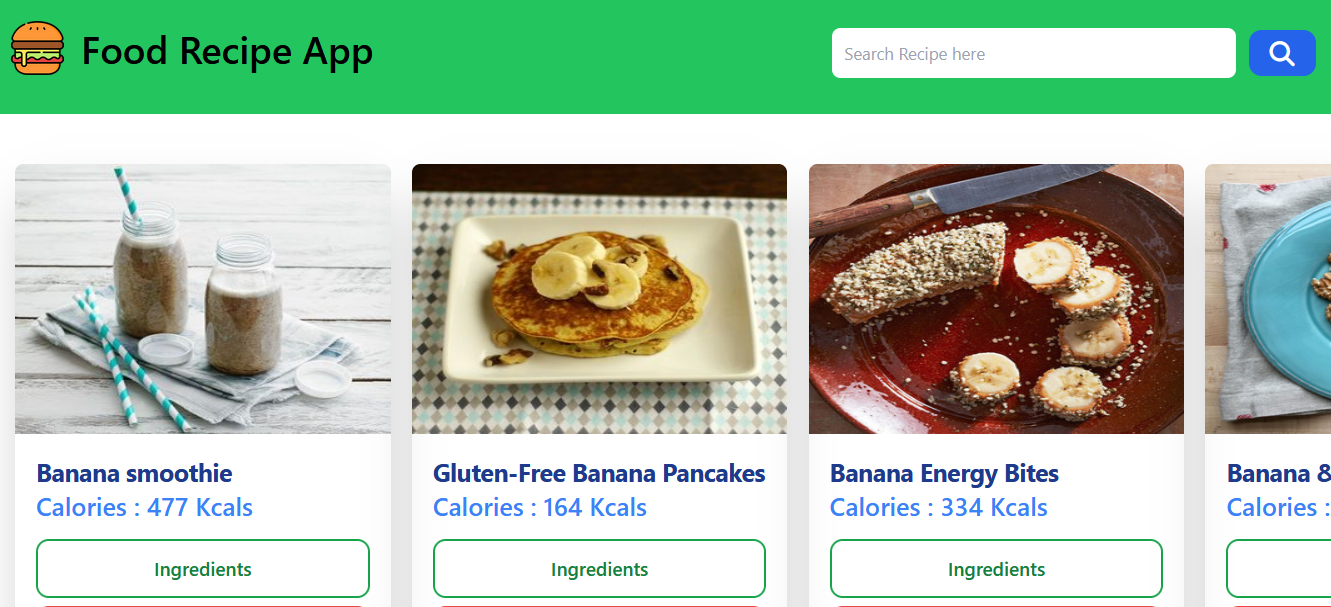 Food Recipe App
Search Recipe here
Banana smoothie
Calories : 477 Kcals
Ingredients
Gluten-Free Banana Pancakes
Calories : 164 Kcals
Ingredients
Banana Energy Bites
Calories : 334 Kcals
Ingredients
Banana &
Calories :